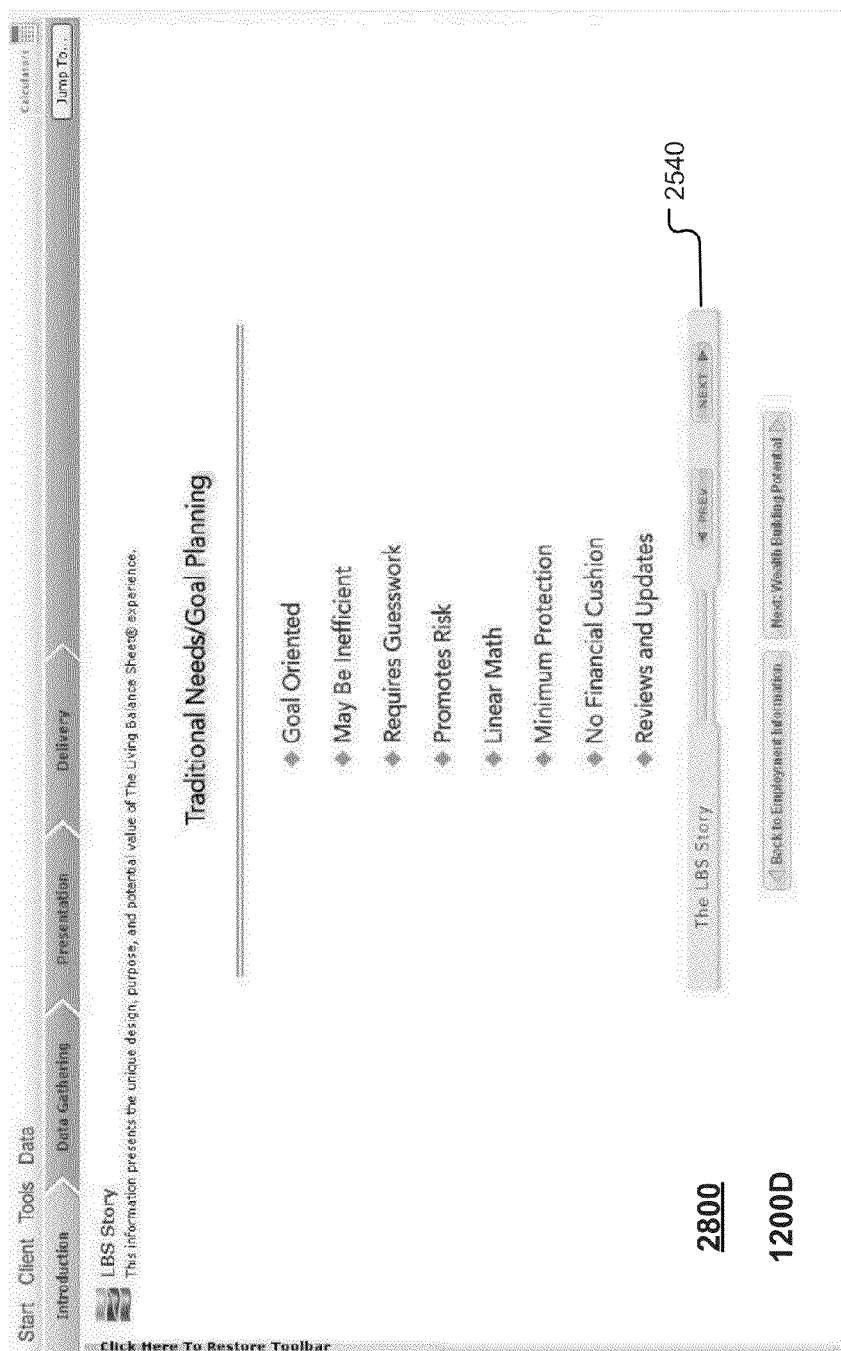 Start Client Tools Data
Calculators
Introduction Data Gathering Presentation Delivery Jump To...
LBS Story
This information presents the unique design, purpose, and potential value of The Living Balance Sheet® experience.
Click Here To Restore Toolbar
Traditional Needs/Goal Planning
◆ Goal Oriented
◆ May Be Inefficient
◆ Requires Guesswork
◆ Promotes Risk
◆ Linear Math
◆ Minimum Protection
◆ No Financial Cushion
◆ Reviews and Updates
The LBS Story ◀ PREV NEXT ▶
2540
Back to Employment Information Next: Wealth Building Potential
2800
1200D